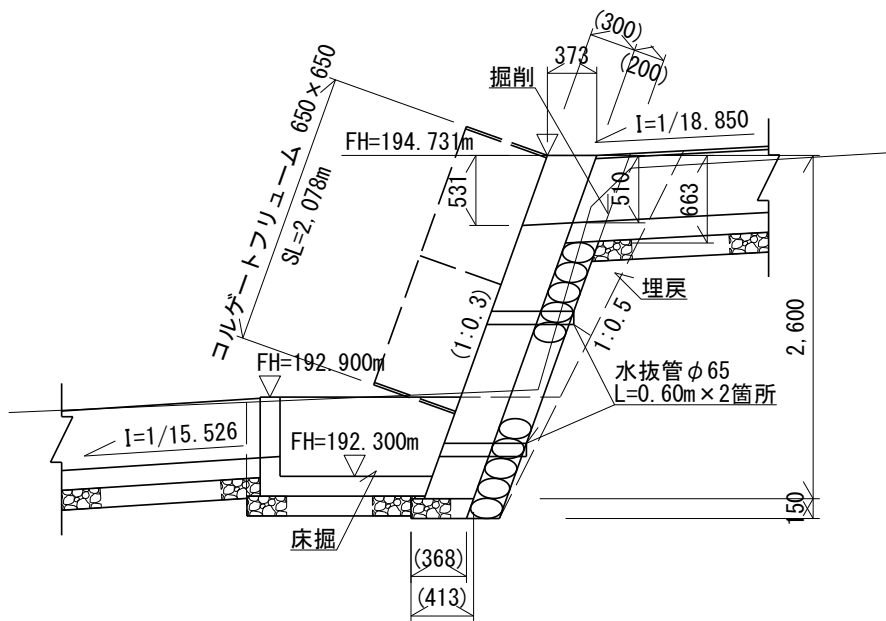 (300)
(200)
373
掘削
I=1/18.850
コルゲートフリューム 650×650
SL=2,078m
FH=194.731m
531
510
663
(1:0.3)
埋戻
1:0.5
2,600
FH=192.900m
水抜管φ65
L=0.60m×2箇所
I=1/15.526
FH=192.300m
床掘
150
(368)
(413)